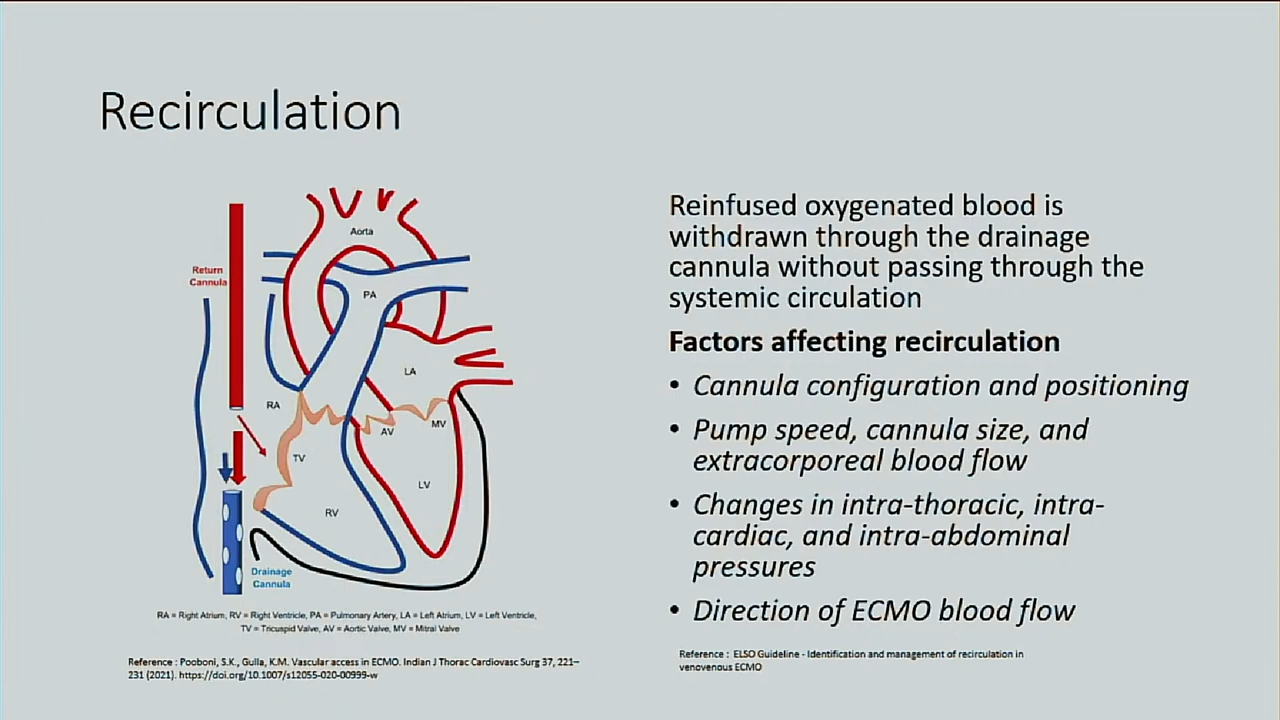 Recirculation
Return
Cannula
Aorta
PA
LA
RA
AV
MV
TV
LV
RV
Drainage
Cannula
RA = Right Atrium, RV = Right Ventricle, PA = Pulmonary Artery, LA = Left Atrium, LV = Left Ventricle,
TV = Tricuspid Valve, AV = Aortic Valve, MV = Mitral Valve
Reference : Pooboni, S.K., Gulla, K.M. Vascular access in ECMO. Indian J Thorac Cardiovasc Surg 37, 221–
231 (2021). https://doi.org/10.1007/s12055-020-00999-w
Reinfused oxygenated blood is
withdrawn through the drainage
cannula without passing through the
systemic circulation
Factors affecting recirculation
• Cannula configuration and positioning
• Pump speed, cannula size, and
extracorporeal blood flow
• Changes in intra-thoracic, intra-
cardiac, and intra-abdominal
pressures
• Direction of ECMO blood flow
Reference : ELSO Guideline - Identification and management of recirculation in
venovenous ECMO